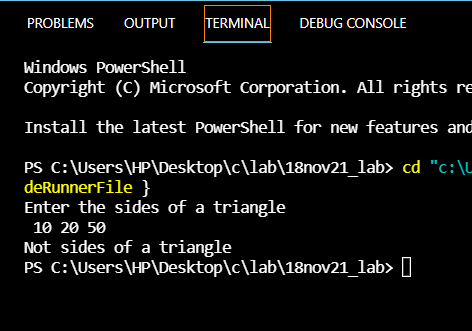 PROBLEMS OUTPUT TERMINAL DEBUG CONSOLE
Windows PowerShell
Copyright (C) Microsoft Corporation. All rights re
Install the latest PowerShell for new features and
PS C:\Users\HP\Desktop\c\lab\18nov21_lab> cd "c:\U
deRunnerFile }
Enter the sides of a triangle
10 20 50
Not sides of a triangle
PS C:\Users\HP\Desktop\c\lab\18nov21_lab>